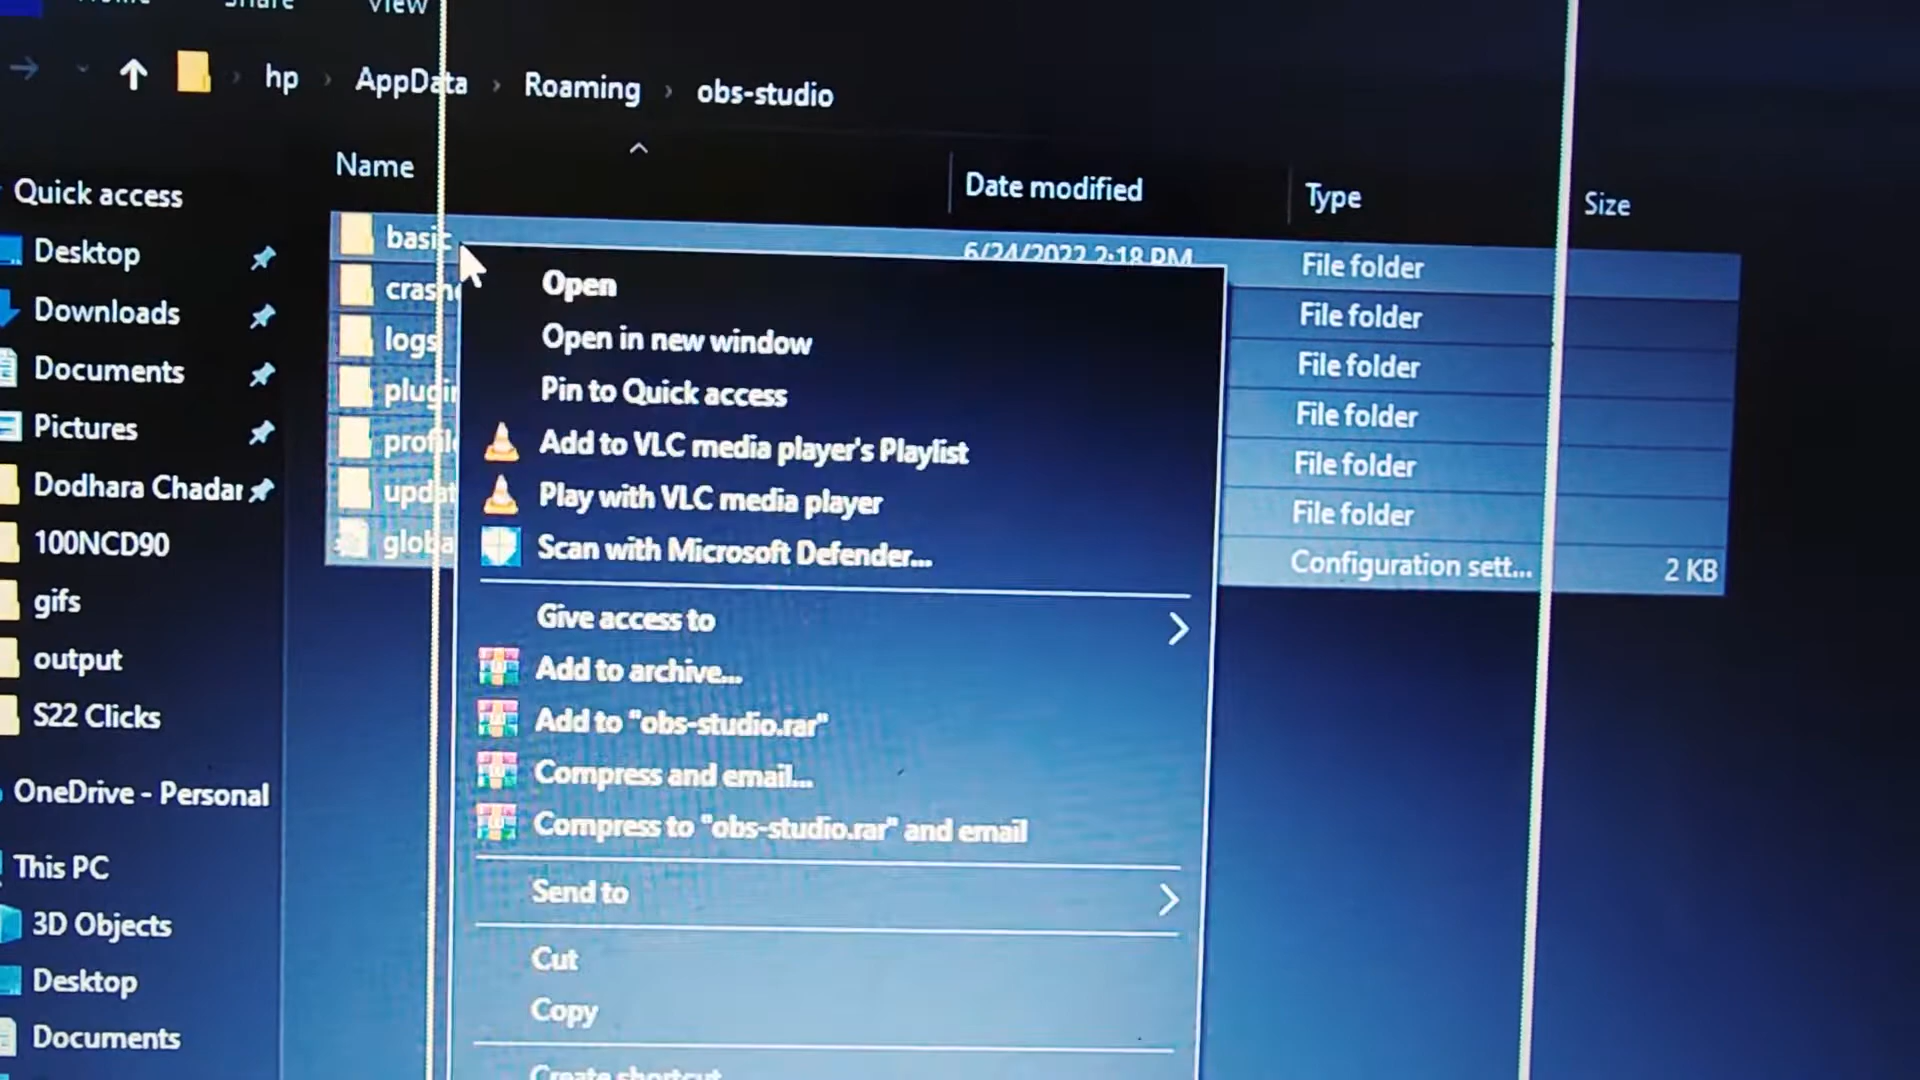 Home Share View
hp › AppData › Roaming › obs-studio
Name Date modified Type Size
Quick access
Desktop
Downloads
Documents
Pictures
Dodhara Chadar
100NCD90
gifs
output
S22 Clicks
OneDrive - Personal
This PC
3D Objects
Desktop
Documents
basic 6/24/2022 2:18 PM File folder
crashe File folder
logs File folder
plugin File folder
profile File folder
updat File folder
globa Configuration sett... 2 KB
Open
Open in new window
Pin to Quick access
Add to VLC media player's Playlist
Play with VLC media player
Scan with Microsoft Defender...
Give access to
Add to archive...
Add to "obs-studio.rar"
Compress and email...
Compress to "obs-studio.rar" and email
Send to
Cut
Copy
Create shortcut